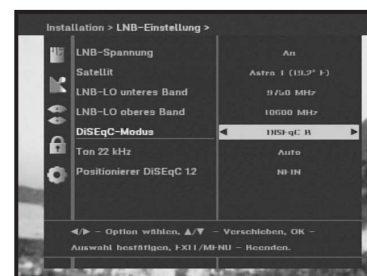 Installation > LNB-Einstellung >
LNB-Spannung An
Satellit Astra 1 (19.2° E)
LNB-LO unteres Band 9750 MHz
LNB-LO oberes Band 10600 MHz
DiSEqC-Modus DISEqC B
Ton 22 kHz Auto
Positionierer DiSEqC 1.2 NEIN
◄/► – Option wählen, ▲/▼ – Verschieben, OK –
Auswahl bestätigen, EXIT/MENU – Beenden.